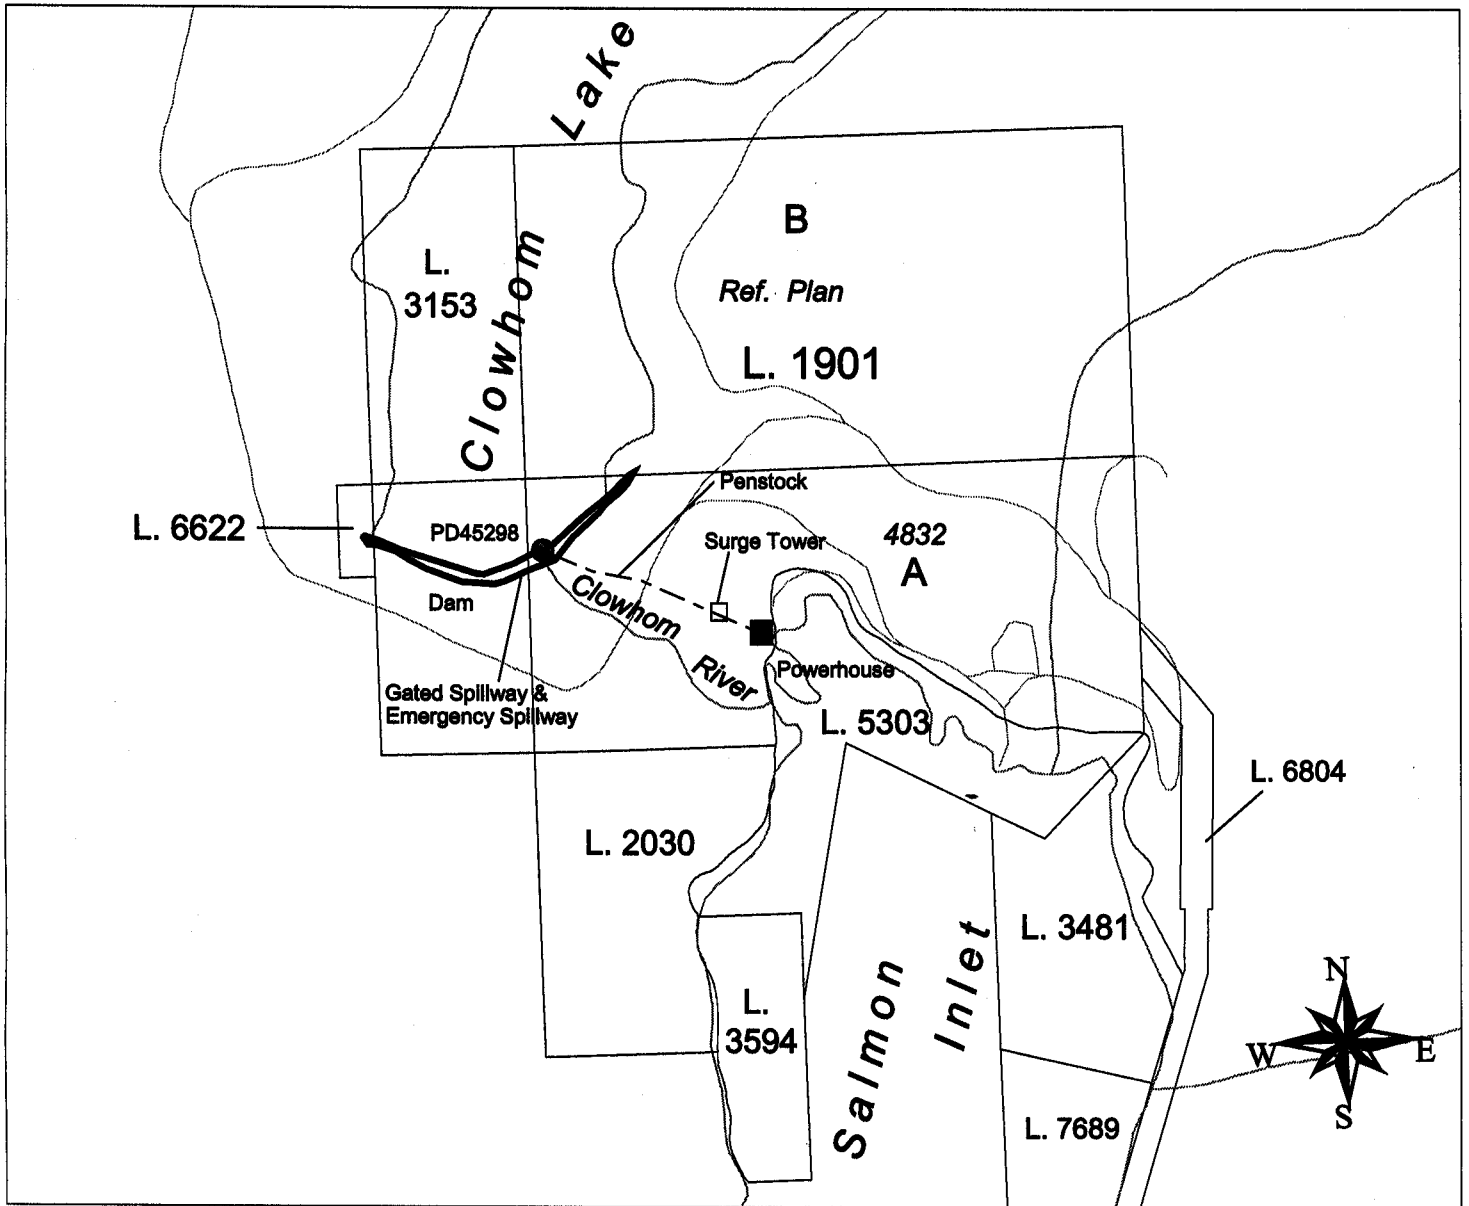 Lake
B
L.
3153
Clowhom
Ref. Plan
L. 1901
Penstock
L. 6622
PD45298
Surge Tower
4832
A
Dam
Clowhom
River
Powerhouse
Gated Spillway &
Emergency Spillway
L. 5303
L. 6804
L. 2030
L. 3481
Salmon
Inlet
L.
3594
N
W
E
S
L. 7689